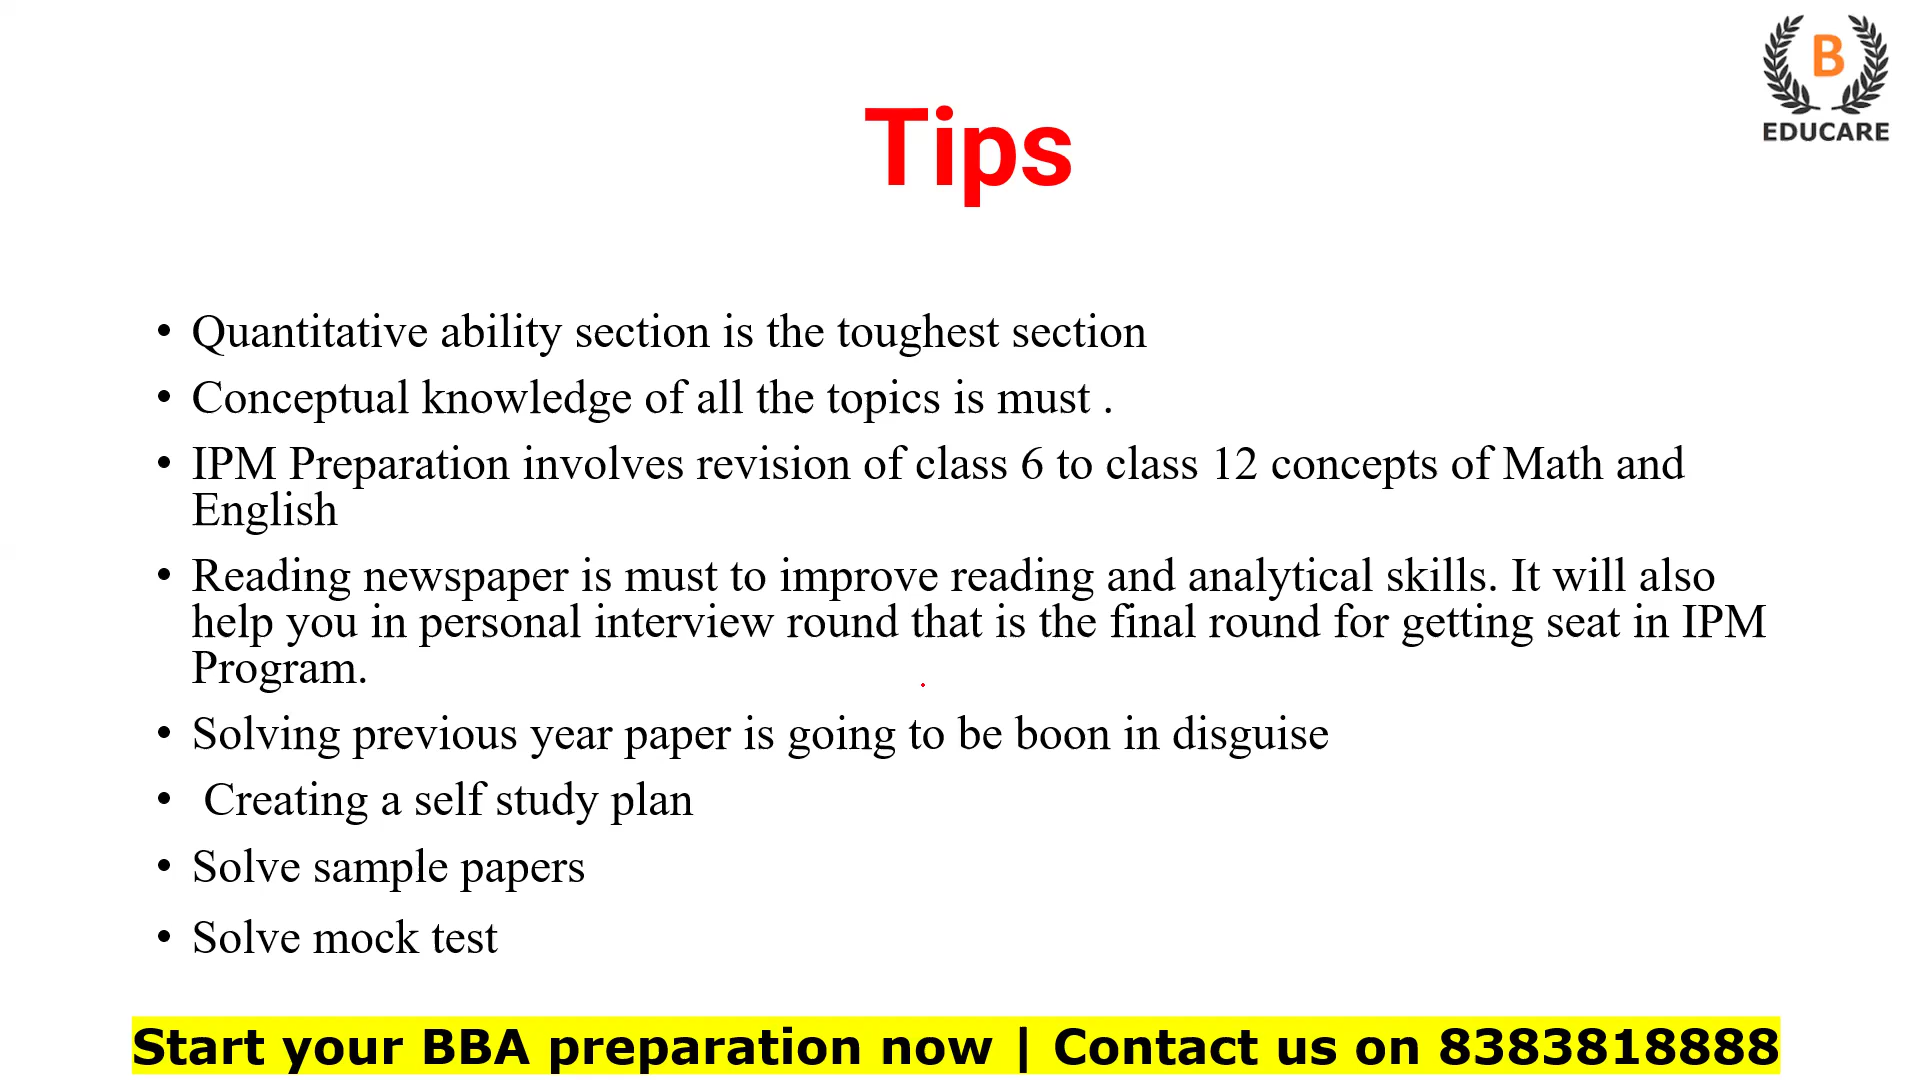 B
EDUCARE
Tips
• Quantitative ability section is the toughest section
• Conceptual knowledge of all the topics is must .
• IPM Preparation involves revision of class 6 to class 12 concepts of Math and
English
• Reading newspaper is must to improve reading and analytical skills. It will also
help you in personal interview round that is the final round for getting seat in IPM
Program.
• Solving previous year paper is going to be boon in disguise
• Creating a self study plan
• Solve sample papers
• Solve mock test
Start your BBA preparation now | Contact us on 8383818888